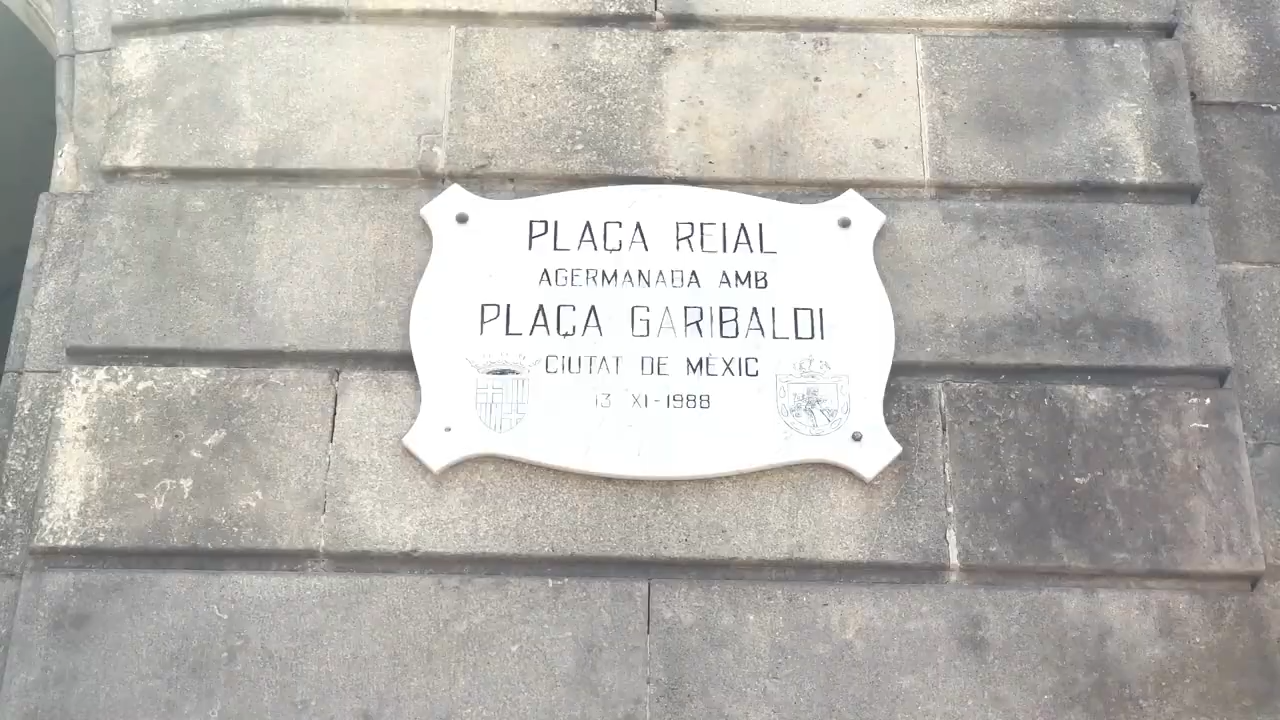 PLAÇA REIAL
AGERMANADA AMB
PLAÇA GARIBALDI
CIUTAT DE MÈXIC
13 XI-1988